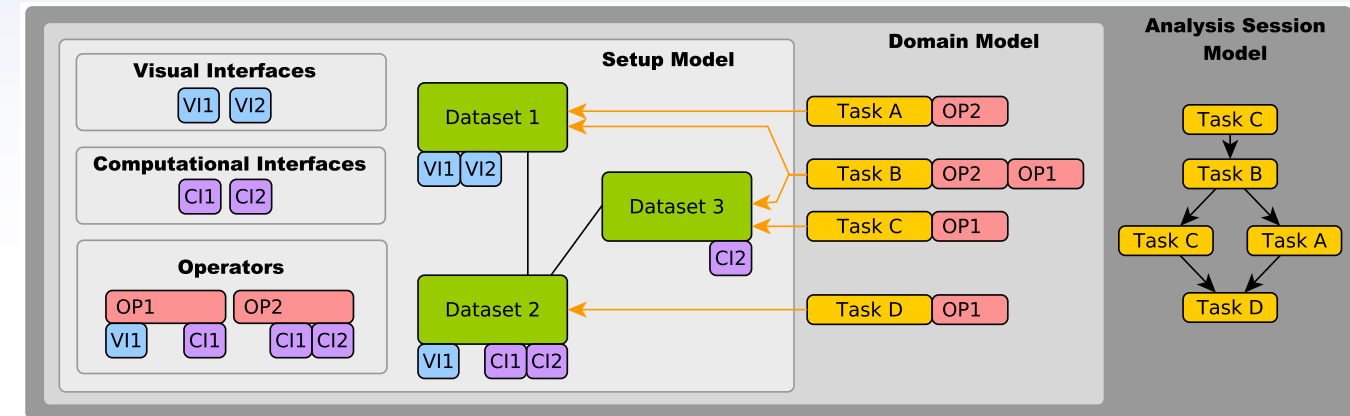 Analysis Session
Model
Domain Model
Setup Model
Visual Interfaces
VI1 VI2
Computational Interfaces
CI1 CI2
Operators
OP1 OP2
VI1 CI1 CI1 CI2
Dataset 1
VI1 VI2
Dataset 3
CI2
Dataset 2
VI1 CI1 CI2
Task A OP2
Task B OP2 OP1
Task C OP1
Task D OP1
Task C
Task B
Task C Task A
Task D